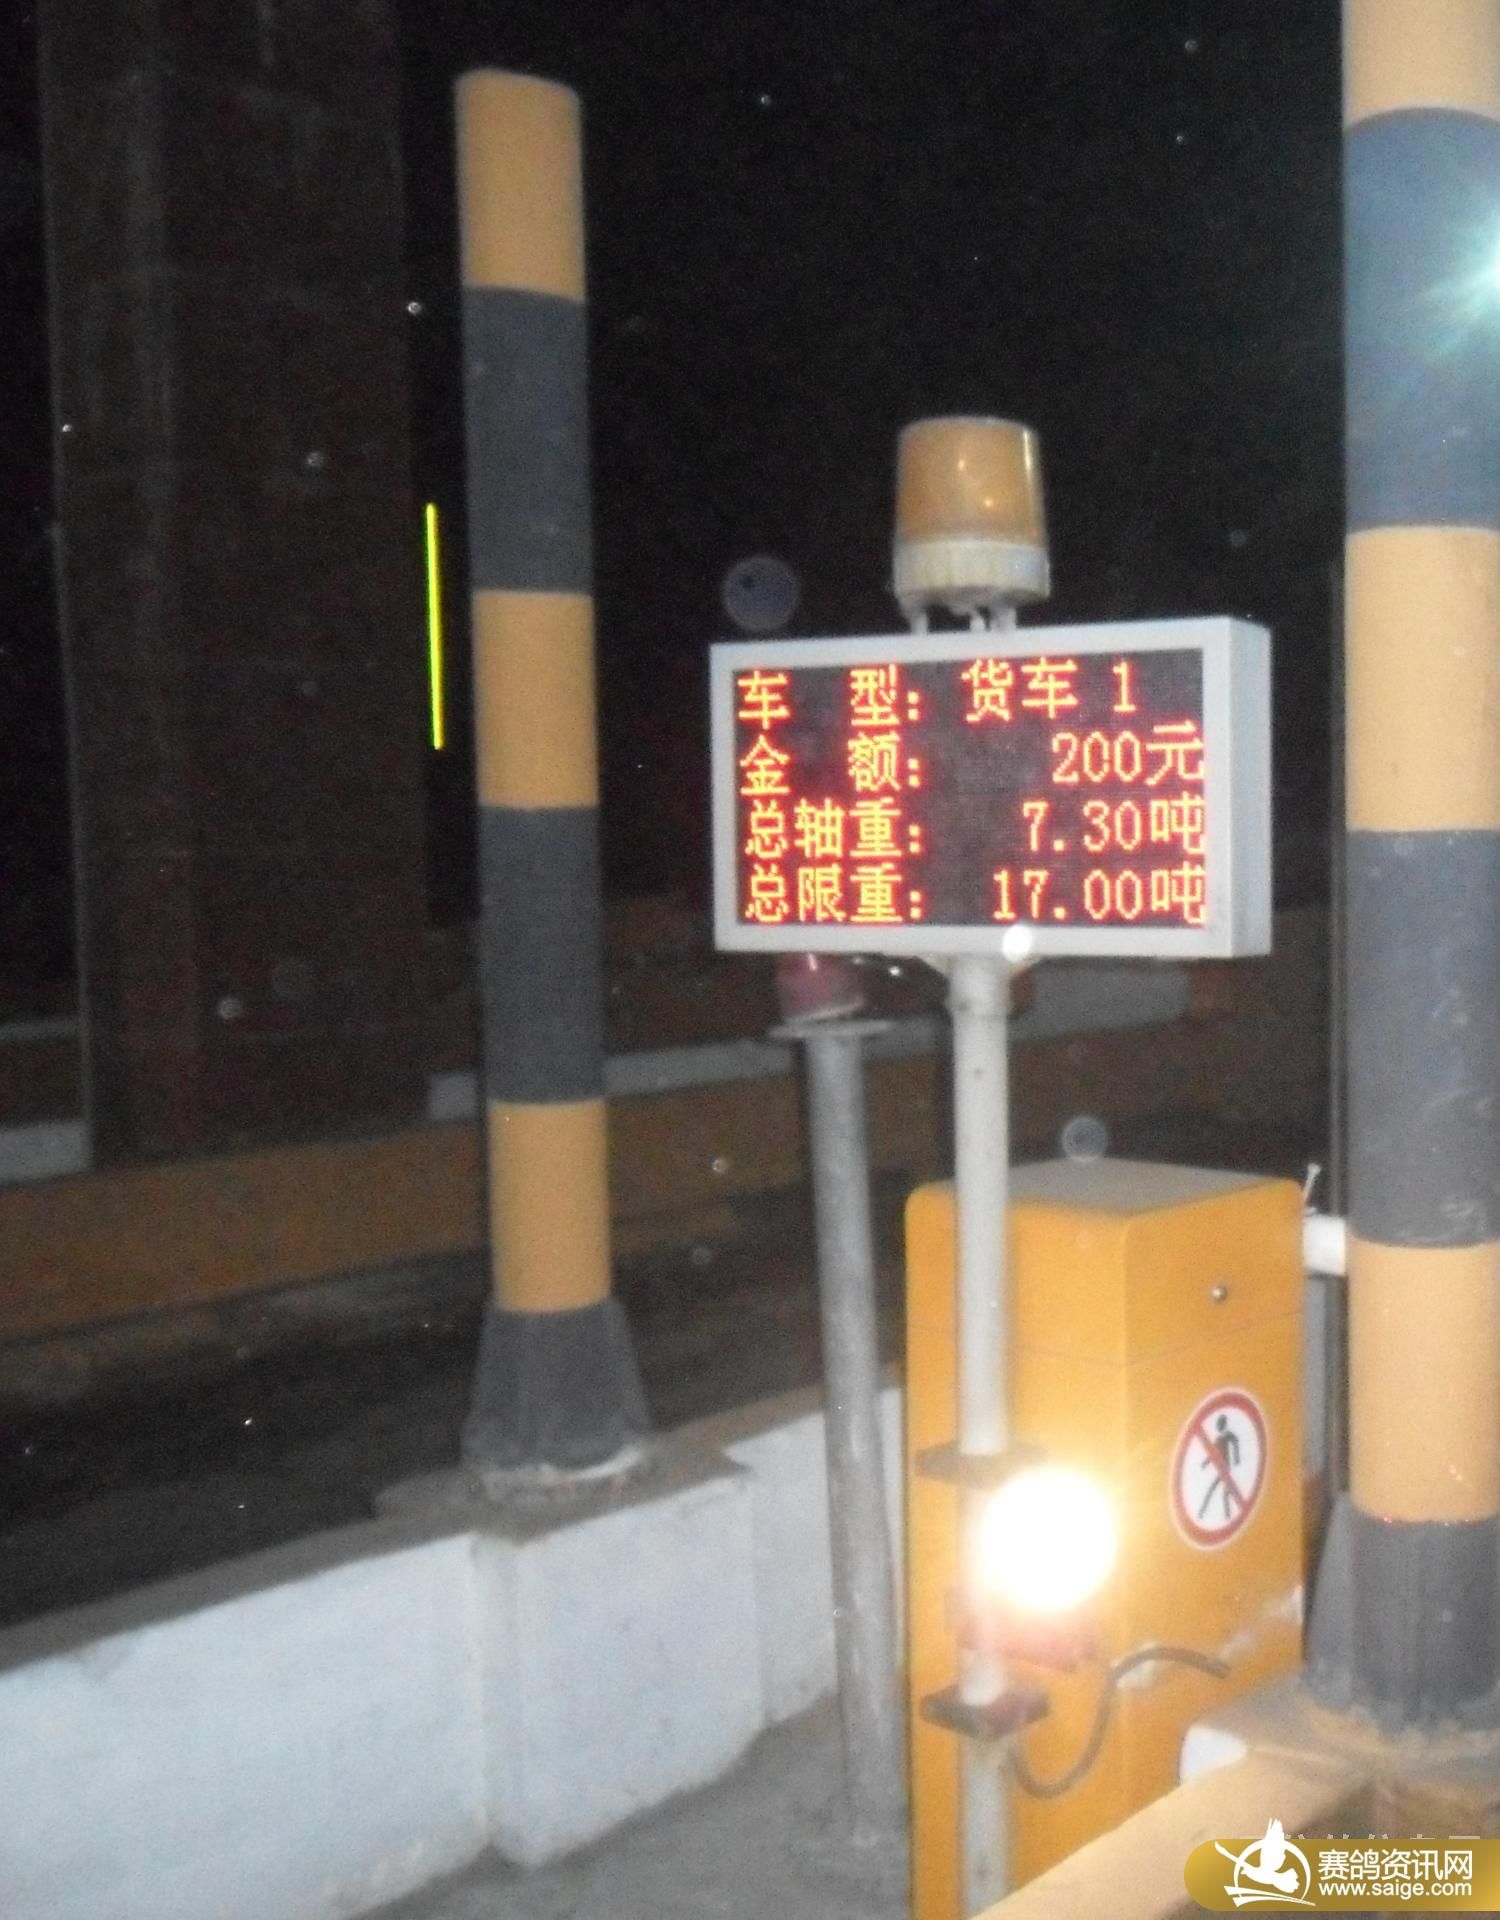 车 型: 货车 1
金 额: 200元
总轴重: 7.30吨
总限重: 17.00吨
赛鸽资讯网
www.saige.com